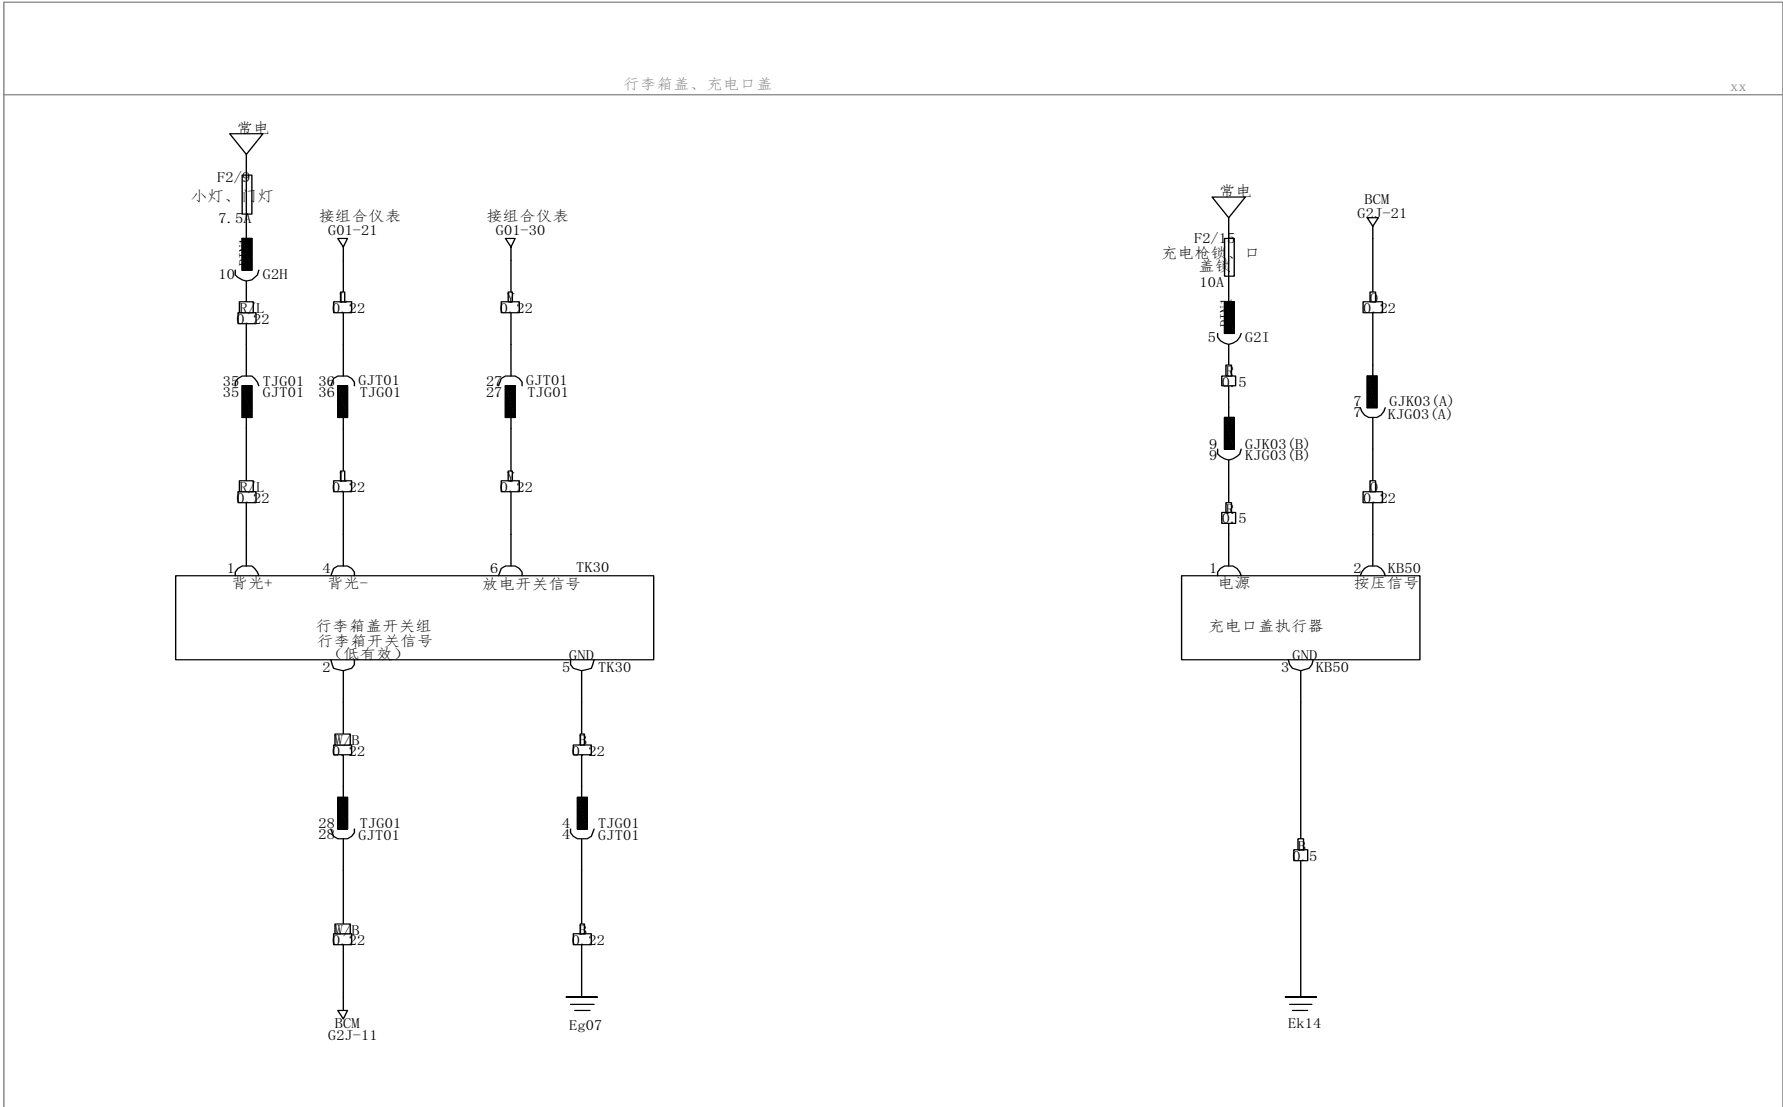 行李箱盖、充电口盖
xx
常电
F2/9
小灯、门灯
7.5A
10
G2H
R/L
0.22
35
TJG01
35
GJT01
R/L
0.22
1
背光+
接组合仪表
G01-21
0.22
36
GJT01
36
TJG01
0.22
4
背光-
接组合仪表
G01-30
0.22
27
GJT01
27
TJG01
0.22
6
放电开关信号
TK30
行李箱盖开关组
行李箱开关信号
（低有效）
2
GND
5
TK30
W/B
0.22
28
TJG01
28
GJT01
W/B
0.22
BCM
G2J-11
B
0.22
4
TJG01
4
GJT01
B
0.22
Eg07
常电
F2/15
充电枪锁、口
盖锁
10A
5
G2I
R
0.5
9
GJK03(B)
9
KJG03(B)
R
0.5
1
电源
BCM
G2J-21
0.22
7
GJK03(A)
7
KJG03(A)
0.22
2
KB50
按压信号
充电口盖执行器
GND
3
KB50
B
0.5
Ek14